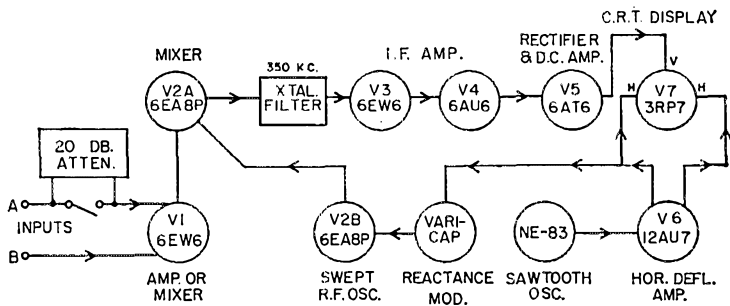 C.R.T. DISPLAY
MIXER
I.F. AMP.
RECTIFIER
& D.C. AMP.
350 KC.
V2A
6EA8P
XTAL.
FILTER
V3
6EW6
V4
6AU6
V5
6AT6
V
H
V7
3RP7
H
20 DB.
ATTEN.
A
INPUTS
B
V1
6EW6
V2B
6EA8P
VARI-
CAP
NE-83
V6
12AU7
AMP. OR
MIXER
SWEPT
R.F. OSC.
REACTANCE
MOD.
SAWTOOTH
OSC.
HOR. DEFL.
AMP.